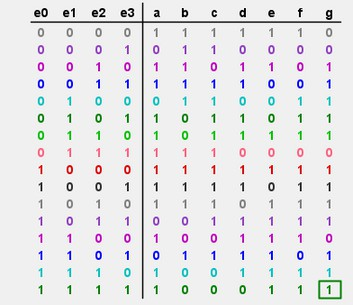 e0 e1 e2 e3 a b c d e f g
0 0 0 0 1 1 1 1 1 1 0
0 0 0 1 0 1 1 0 0 0 0
0 0 1 0 1 1 0 1 1 0 1
0 0 1 1 1 1 1 1 0 0 1
0 1 0 0 0 1 1 0 0 1 1
0 1 0 1 1 0 1 1 0 1 1
0 1 1 0 1 0 1 1 1 1 1
0 1 1 1 1 1 1 0 0 0 0
1 0 0 0 1 1 1 1 1 1 1
1 0 0 1 1 1 1 1 0 1 1
1 0 1 0 1 1 1 0 1 1 1
1 0 1 1 0 0 1 1 1 1 1
1 1 0 0 1 0 0 1 1 1 0
1 1 0 1 0 1 1 1 1 0 1
1 1 1 0 1 0 0 1 1 1 1
1 1 1 1 1 0 0 0 1 1 1